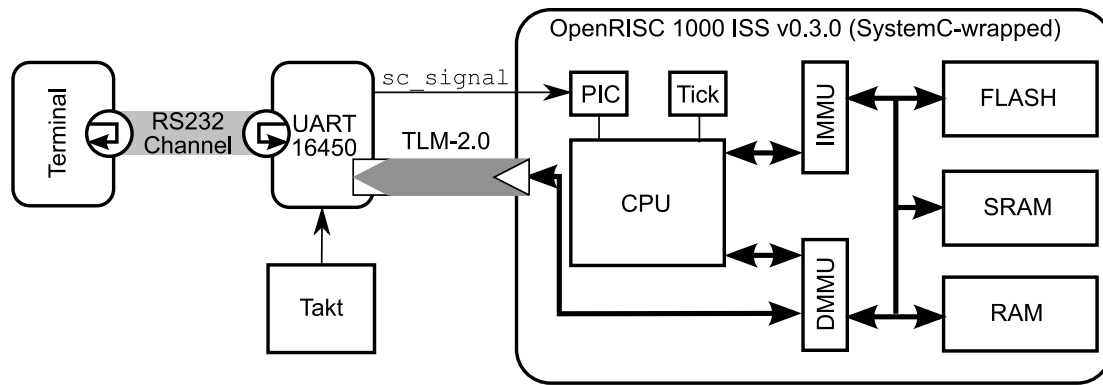 OpenRISC 1000 ISS v0.3.0 (SystemC-wrapped)
Terminal
RS232
Channel
UART
16450
sc_signal
TLM-2.0
Takt
PIC
Tick
CPU
IMMU
DMMU
FLASH
SRAM
RAM